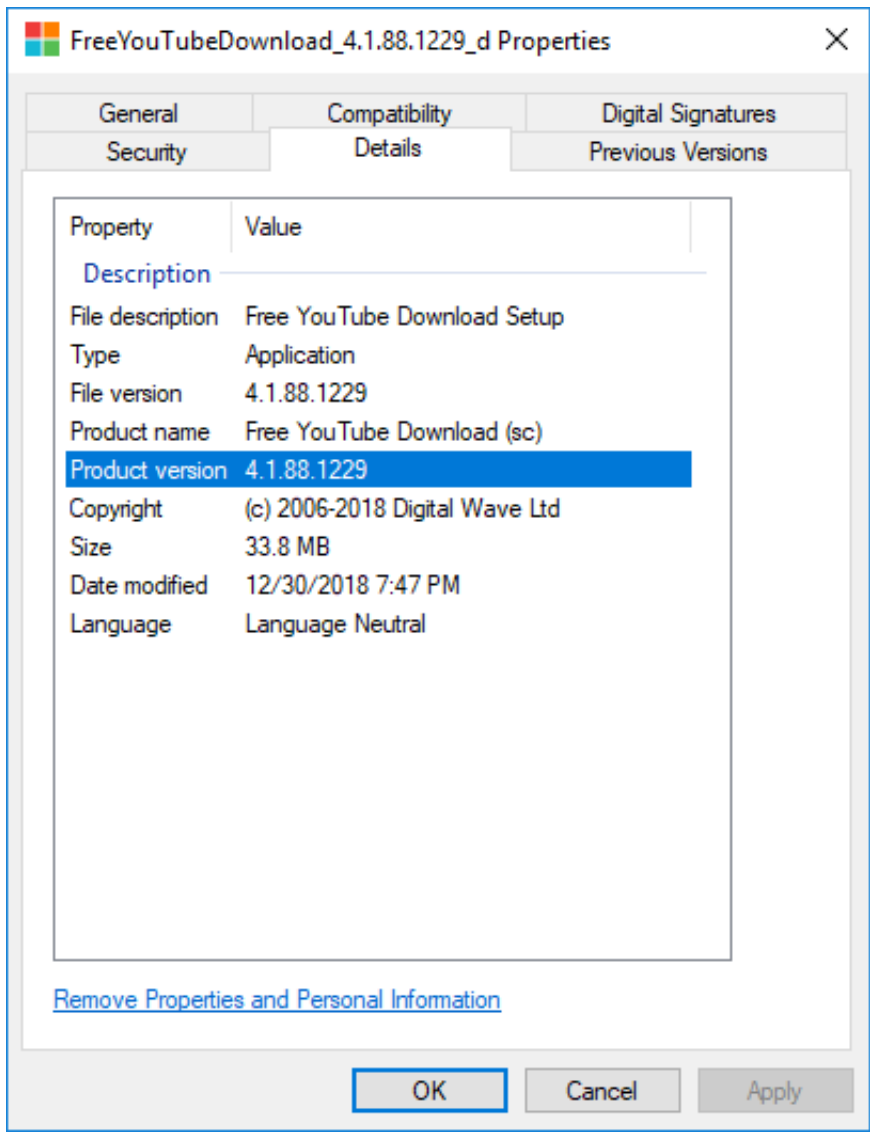 FreeYouTubeDownload_4.1.88.1229_d Properties
General Compatibility Digital Signatures
Security Details Previous Versions
Property Value
Description
File description Free YouTube Download Setup
Type Application
File version 4.1.88.1229
Product name Free YouTube Download (sc)
Product version 4.1.88.1229
Copyright (c) 2006-2018 Digital Wave Ltd
Size 33.8 MB
Date modified 12/30/2018 7:47 PM
Language Language Neutral
Remove Properties and Personal Information
OK Cancel Apply